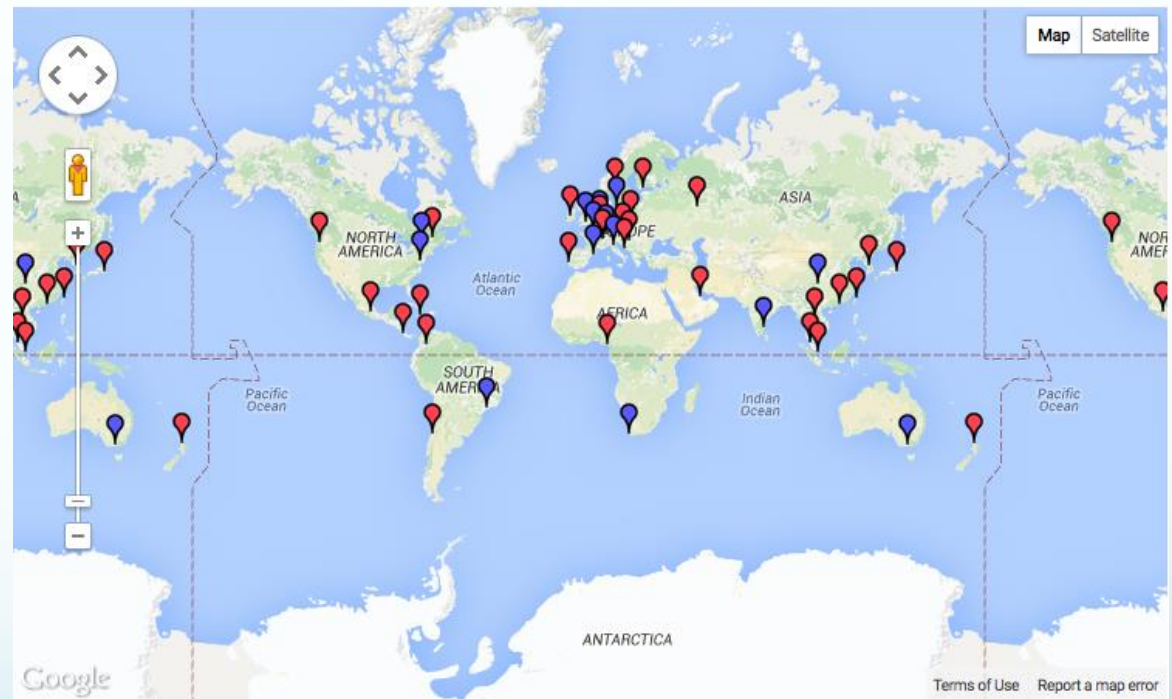 Map Satellite
A
ASIA
NORTH
AMERICA
EUROPE
NOR
AMER
Atlantic
Ocean
AFRICA
SOUTH
AMERICA
Pacific
Ocean
Indian
Ocean
Pacific
Ocean
ANTARCTICA
Google
Terms of Use Report a map error